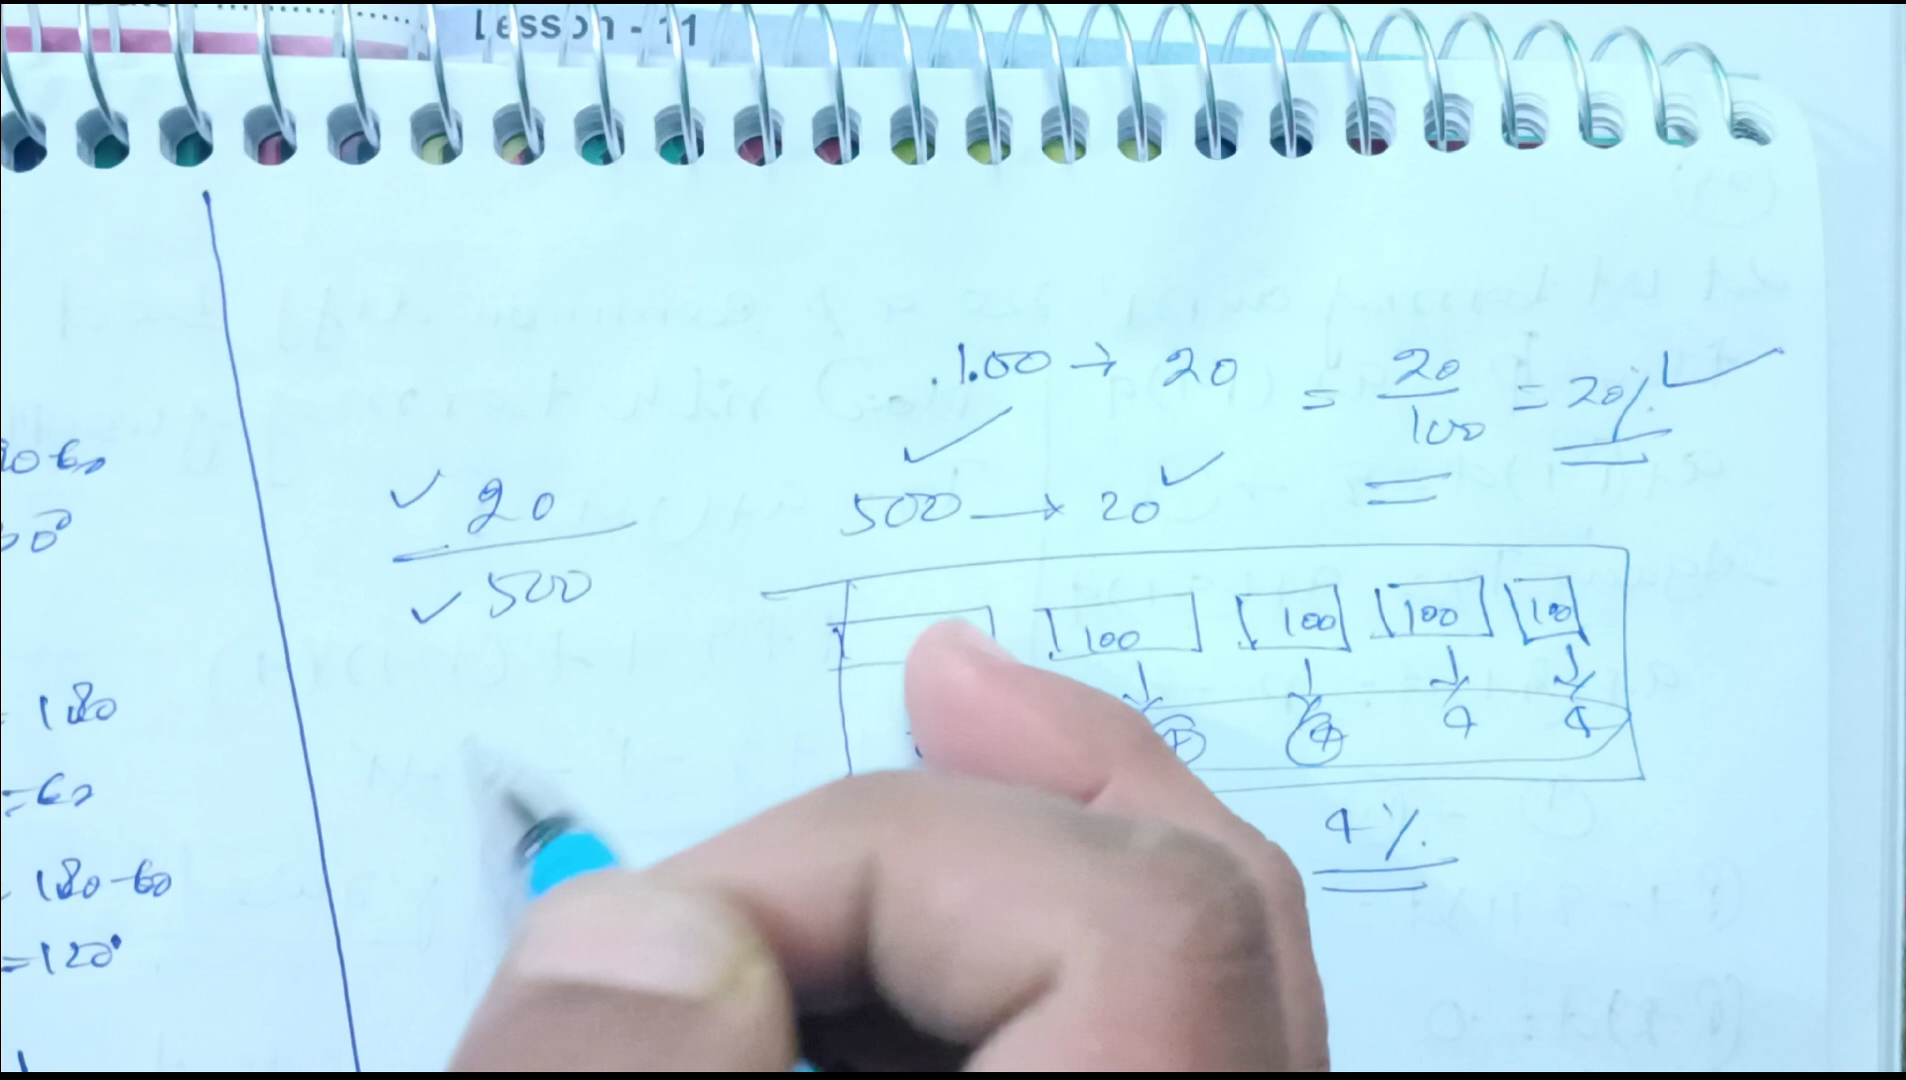 Lesson - 11
180
180-60
=120°
100 → 20 = 20/100 = 20%
500 → 20
20
500
100 100 100 100
4 4 4 4
4%